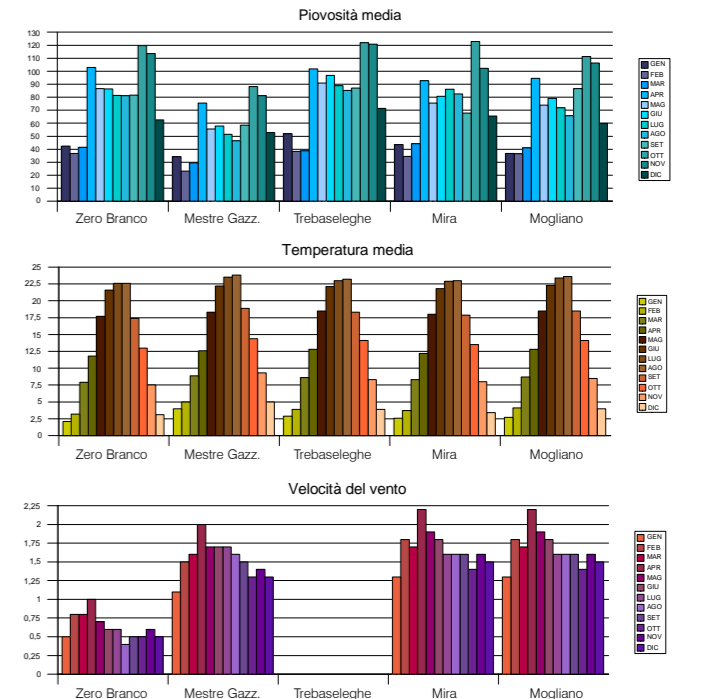 Piovosità media
130
120
110
100
90
80
70
60
50
40
30
20
10
0
Zero Branco Mestre Gazz. Trebaseleghe Mira Mogliano
GEN
FEB
MAR
APR
MAG
GIU
LUG
AGO
SET
OTT
NOV
DIC
Temperatura media
25
22,5
20
17,5
15
12,5
10
7,5
5
2,5
0
Zero Branco Mestre Gazz. Trebaseleghe Mira Mogliano
GEN
FEB
MAR
APR
MAG
GIU
LUG
AGO
SET
OTT
NOV
DIC
Velocità del vento
2,25
2
1,75
1,5
1,25
1
0,75
0,5
0,25
0
Zero Branco Mestre Gazz. Trebaseleghe Mira Mogliano
GEN
FEB
MAR
APR
MAG
GIU
LUG
AGO
SET
OTT
NOV
DIC